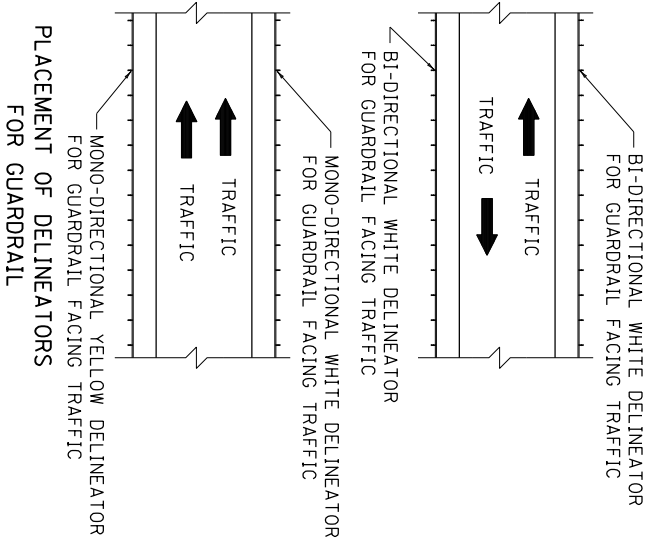 BI-DIRECTIONAL WHITE DELINEATOR
FOR GUARDRAIL FACING TRAFFIC
TRAFFIC
TRAFFIC
BI-DIRECTIONAL WHITE DELINEATOR
FOR GUARDRAIL FACING TRAFFIC
MONO-DIRECTIONAL WHITE DELINEATOR
FOR GUARDRAIL FACING TRAFFIC
TRAFFIC
TRAFFIC
MONO-DIRECTIONAL YELLOW DELINEATOR
FOR GUARDRAIL FACING TRAFFIC
PLACEMENT OF DELINEATORS
FOR GUARDRAIL